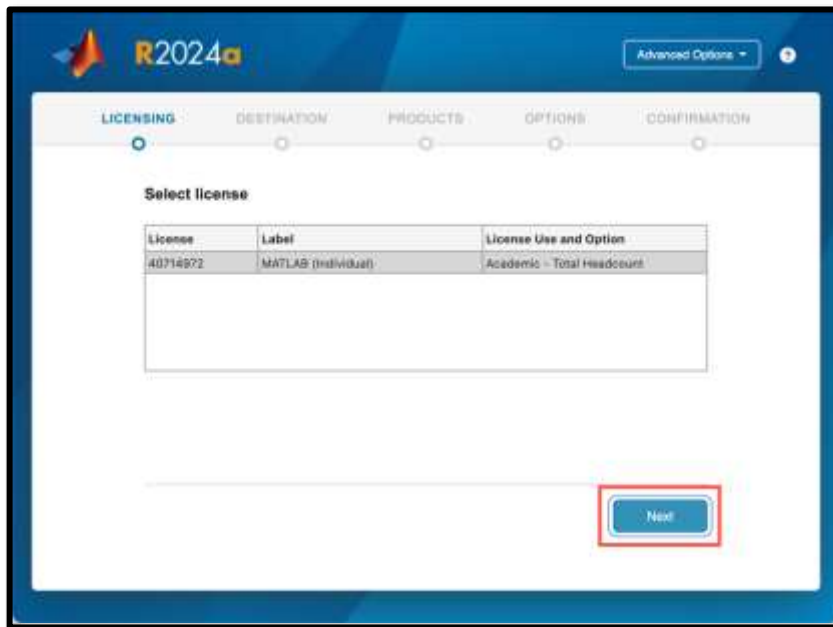 R2024a
Advanced Options
?
LICENSING DESTINATION PRODUCTS OPTIONS CONFIRMATION
Select license
License Label License Use and Option
40714972 MATLAB (Individual) Academic - Total Headcount
Next